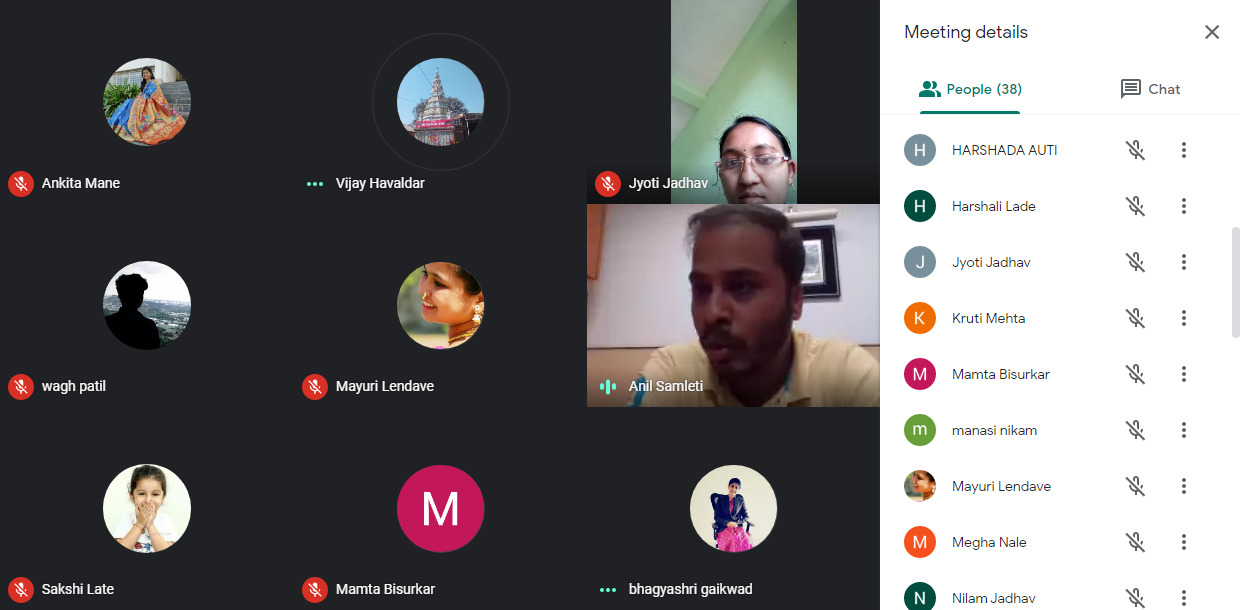 Ankita Mane
Vijay Havaldar
Jyoti Jadhav
wagh patil
Mayuri Lendave
Anil Samleti
Sakshi Late
M
Mamta Bisurkar
bhagyashri gaikwad
Meeting details
People (38)
Chat
H HARSHADA AUTI
H Harshali Lade
J Jyoti Jadhav
K Kruti Mehta
M Mamta Bisurkar
m manasi nikam
Mayuri Lendave
M Megha Nale
N Nilam Jadhav